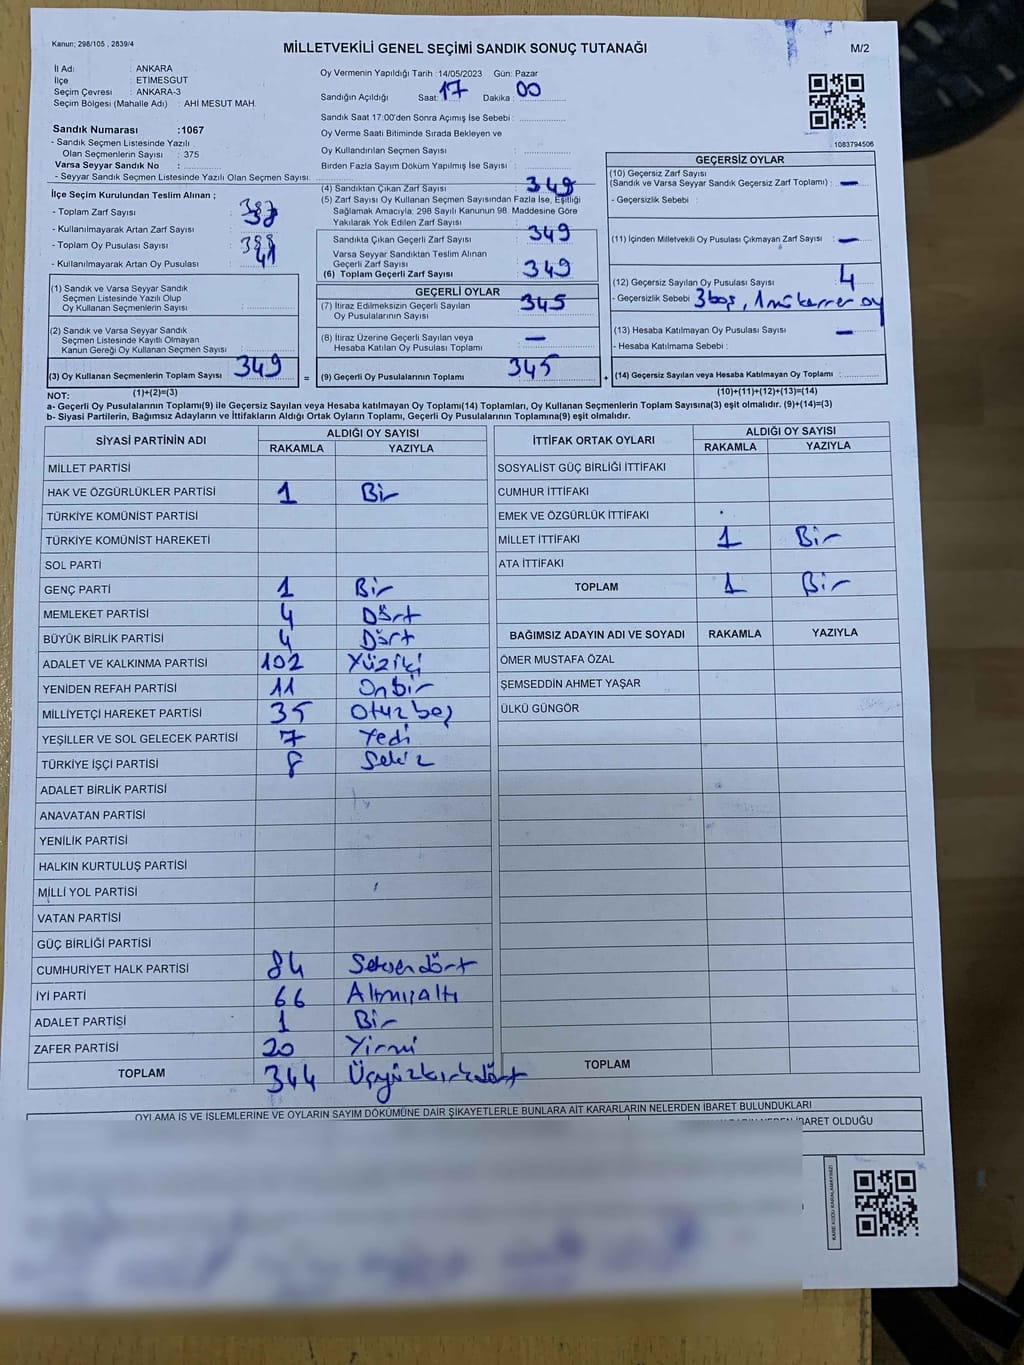 Kanun; 298/105 , 2839/4
MİLLETVEKİLİ GENEL SEÇİMİ SANDIK SONUÇ TUTANAĞI
M/2
İl Adı : ANKARA
İlçe : ETİMESGUT
Seçim Çevresi : ANKARA-3
Seçim Bölgesi (Mahalle Adı) : AHI MESUT MAH.
Sandık Numarası :1067
- Sandık Seçmen Listesinde Yazılı
Olan Seçmenlerin Sayısı : 375
Varsa Seyyar Sandık No :
- Seyyar Sandık Seçmen Listesinde Yazılı Olan Seçmen Sayısı:
İlçe Seçim Kurulundan Teslim Alınan ;
- Toplam Zarf Sayısı :
- Kullanılmayarak Artan Zarf Sayısı :
- Toplam Oy Pusulası Sayısı :
- Kullanılmayarak Artan Oy Pusulası : 41
(1) Sandık ve Varsa Seyyar Sandık
Seçmen Listesinde Yazılı Olup
Oy Kullanan Seçmenlerin Sayısı :
(2) Sandık ve Varsa Seyyar Sandık
Seçmen Listesinde Kayıtlı Olmayan
Kanun Gereği Oy Kullanan Seçmen Sayısı :
(3) Oy Kullanan Seçmenlerin Toplam Sayısı 349
Oy Vermenin Yapıldığı Tarih :14/05/2023 Gün: Pazar
Sandığın Açıldığı Saat: 17 Dakika : 00
Sandık Saat 17:00'den Sonra Açımış İse Sebebi :
Oy Verme Saati Bitiminde Sırada Bekleyen ve
Oy Kullandırılan Seçmen Sayısı :
Birden Fazla Sayım Döküm Yapılmış İse Sayısı :
(4) Sandıktan Çıkan Zarf Sayısı : 349
(5) Zarf Sayısı Oy Kullanan Seçmen Sayısından Fazla İse, Eşitliği
Sağlamak Amacıyla; 298 Sayılı Kanunun 98. Maddesine Göre
Yakılarak Yok Edilen Zarf Sayısı :
Sandıkta Çıkan Geçerli Zarf Sayısı : 349
Varsa Seyyar Sandıktan Teslim Alınan
Geçerli Zarf Sayısı :
(6) Toplam Geçerli Zarf Sayısı : 349
GEÇERLİ OYLAR
(7) İtiraz Edilmeksizin Geçerli Sayılan
Oy Pusulalarının Sayısı : 345
(8) İtiraz Üzerine Geçerli Sayılan veya
Hesaba Katılan Oy Pusulası Toplamı : —
= (9) Geçerli Oy Pusulalarının Toplamı : 345
1083794506
GEÇERSİZ OYLAR
(10) Geçersiz Zarf Sayısı
(Sandık ve Varsa Seyyar Sandık Geçersiz Zarf Toplamı) : —
- Geçersizlik Sebebi :
(11) İçinden Milletvekili Oy Pusulası Çıkmayan Zarf Sayısı : —
(12) Geçersiz Sayılan Oy Pusulası Sayısı : 4
- Geçersizlik Sebebi : 3 boş, 1 mükerrer oy
(13) Hesaba Katılmayan Oy Pusulası Sayısı : —
- Hesaba Katılmama Sebebi :
+ (14) Geçersiz Sayılan veya Hesaba Katılmayan Oy Toplamı :
NOT: (1)+(2)=(3) (10)+(11)+(12)+(13)=(14)
a- Geçerli Oy Pusulalarının Toplamı(9) ile Geçersiz Sayılan veya Hesaba katılmayan Oy Toplamı(14) Toplamları, Oy Kullanan Seçmenlerin Toplam Sayısına(3) eşit olmalıdır. (9)+(14)=(3)
b- Siyasi Partilerin, Bağımsız Adayların ve İttifakların Aldığı Ortak Oyların Toplamı, Geçerli Oy Pusulalarının Toplamına(9) eşit olmalıdır.
SİYASİ PARTİNİN ADI ALDIĞI OY SAYISI
RAKAMLA YAZIYLA
MİLLET PARTİSİ
HAK VE ÖZGÜRLÜKLER PARTİSİ 1 Bir
TÜRKİYE KOMÜNİST PARTİSİ
TÜRKİYE KOMÜNİST HAREKETİ
SOL PARTİ
GENÇ PARTİ 1 Bir
MEMLEKET PARTİSİ 4 Dört
BÜYÜK BİRLİK PARTİSİ 4 Dört
ADALET VE KALKINMA PARTİSİ 102 Yüziki
YENİDEN REFAH PARTİSİ 11 Onbir
MİLLİYETÇİ HAREKET PARTİSİ 35 Otuzbeş
YEŞİLLER VE SOL GELECEK PARTİSİ 7 Yedi
TÜRKİYE İŞÇİ PARTİSİ 8 Sekiz
ADALET BİRLİK PARTİSİ
ANAVATAN PARTİSİ
YENİLİK PARTİSİ
HALKIN KURTULUŞ PARTİSİ
MİLLİ YOL PARTİSİ
VATAN PARTİSİ
GÜÇ BİRLİĞİ PARTİSİ
CUMHURİYET HALK PARTİSİ 84 Seksendört
İYİ PARTİ 66 Altmışaltı
ADALET PARTİSİ 1 Bir
ZAFER PARTİSİ 20 Yirmi
TOPLAM 344 Üçyüzkırkdört
İTTİFAK ORTAK OYLARI ALDIĞI OY SAYISI
RAKAMLA YAZIYLA
SOSYALİST GÜÇ BİRLİĞİ İTTİFAKI
CUMHUR İTTİFAKI
EMEK VE ÖZGÜRLÜK İTTİFAKI
MİLLET İTTİFAKI 1 Bir
ATA İTTİFAKI
TOPLAM 1 Bir
BAĞIMSIZ ADAYIN ADI VE SOYADI RAKAMLA YAZIYLA
ÖMER MUSTAFA ÖZAL
ŞEMSEDDİN AHMET YAŞAR
ÜLKÜ GÜNGÖR
TOPLAM
OYLAMA İŞ VE İŞLEMLERİNE VE OYLARIN SAYIM DÖKÜMÜNE DAİR ŞİKAYETLERLE BUNLARA AİT KARARLARIN NELERDEN İBARET BULUNDUKLARI
İBARET OLDUĞU
KARE KODU KARALAMAYINIZ!